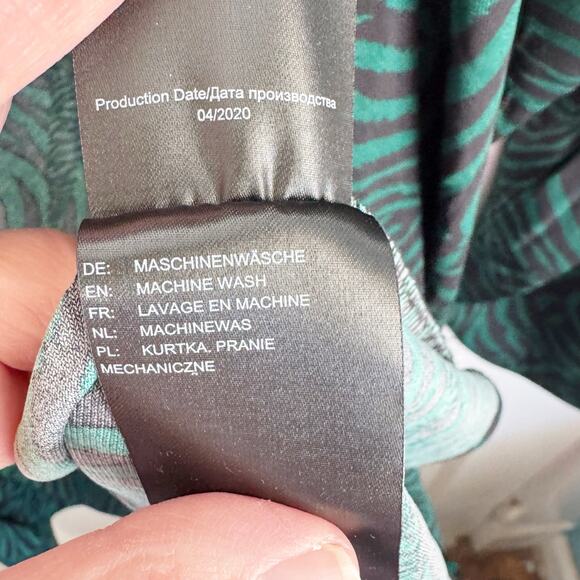 Production Date/Дата производства
04/2020
DE: MASCHINENWÄSCHE
EN: MACHINE WASH
FR: LAVAGE EN MACHINE
NL: MACHINEWAS
PL: KURTKA. PRANIE
MECHANICZNE